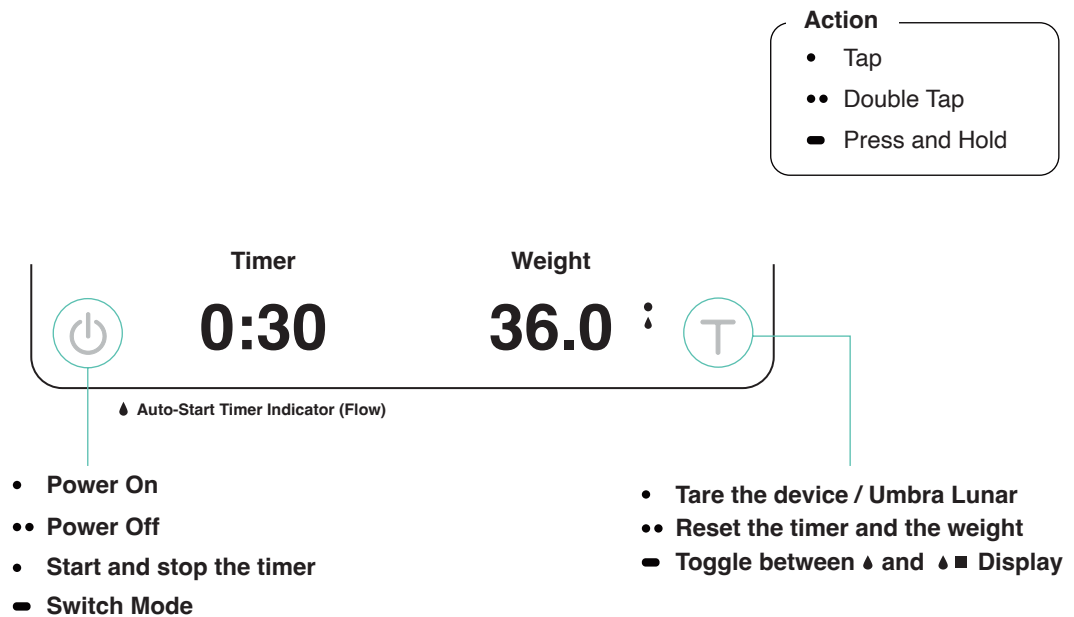 Action
Tap
Double Tap
Press and Hold
Timer
Weight
0:30
36.0
T
Auto-Start Timer Indicator (Flow)
Power On
Power Off
Start and stop the timer
Switch Mode
Tare the device / Umbra Lunar
Reset the timer and the weight
Toggle between 💧 and 💧■ Display